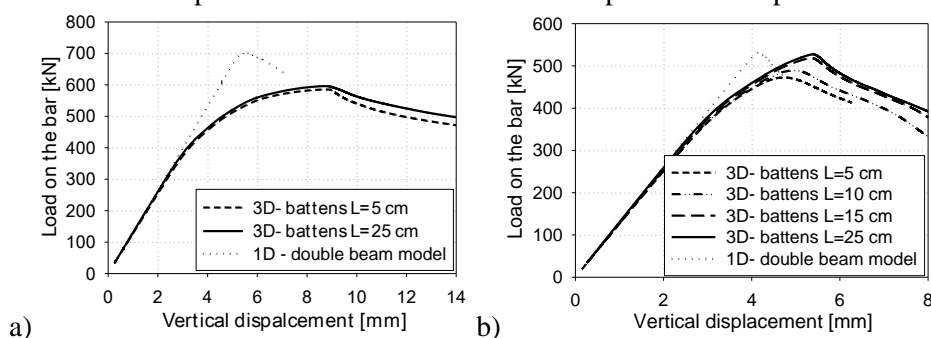 800
700
600
500
400
300
200
100
0
Load on the bar [kN]
3D- battens L=5 cm
3D- battens L=25 cm
1D - double beam model
0 2 4 6 8 10 12 14
a) Vertical dispalcement [mm]
600
500
400
300
200
100
0
Load on the bar [kN]
3D- battens L=5 cm
3D- battens L=10 cm
3D- battens L=15 cm
3D- battens L=25 cm
1D- double beam model
0 2 4 6 8
b) Vertical displacement [mm]